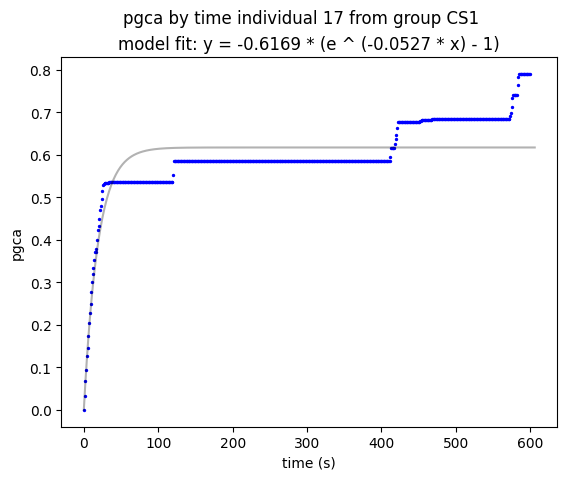 pgca by time individual 17 from group CS1
model fit: y = -0.6169 * (e ^ (-0.0527 * x) - 1)
0.8
0.7
0.6
0.5
0.4
0.3
0.2
0.1
0.0
pgca
0 100 200 300 400 500 600
time (s)